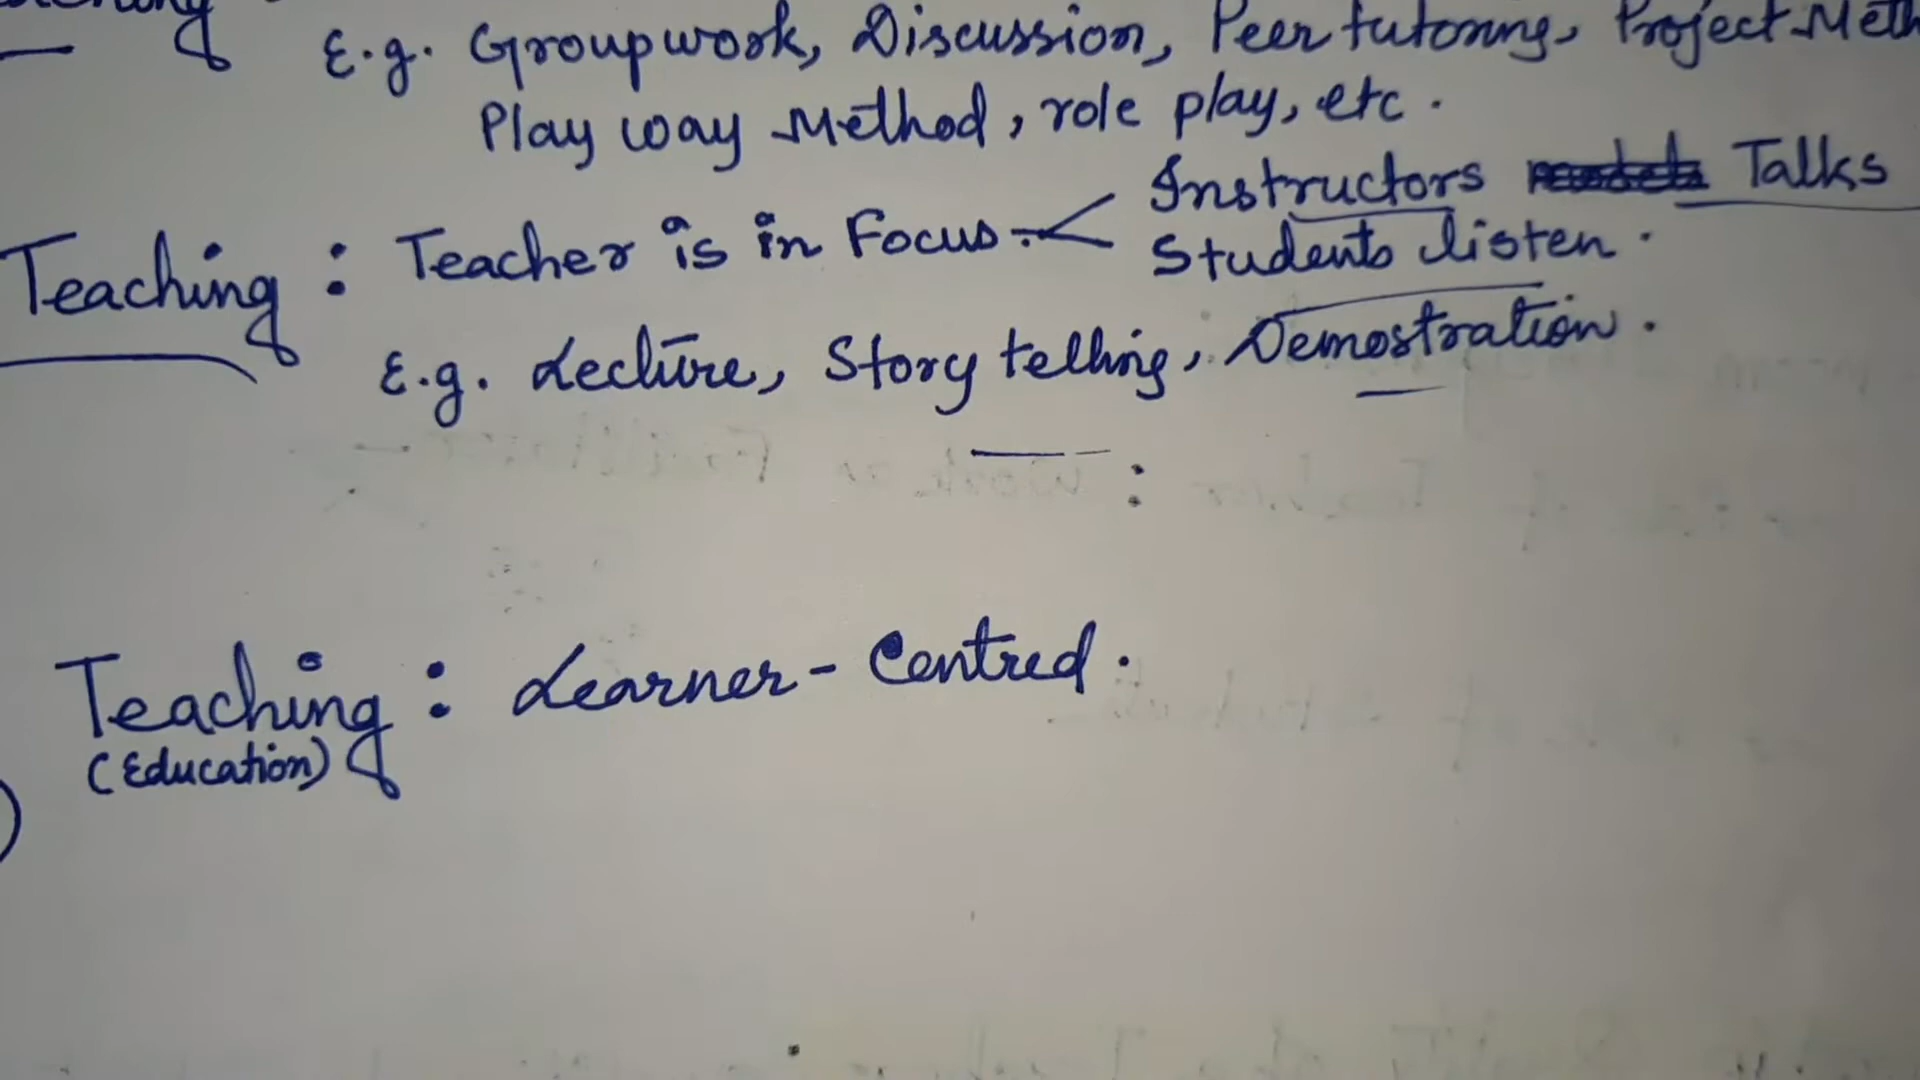 E.g. Groupwork, Discussion, Peer tutoring, Project Meth
Play way Method, role play, etc.
Teaching : Teacher is in Focus :- Instructors Talks
Students listen.
E.g. Lecture, Story telling, Demostration.
:
Teaching : Learner - Centred.
(Education)